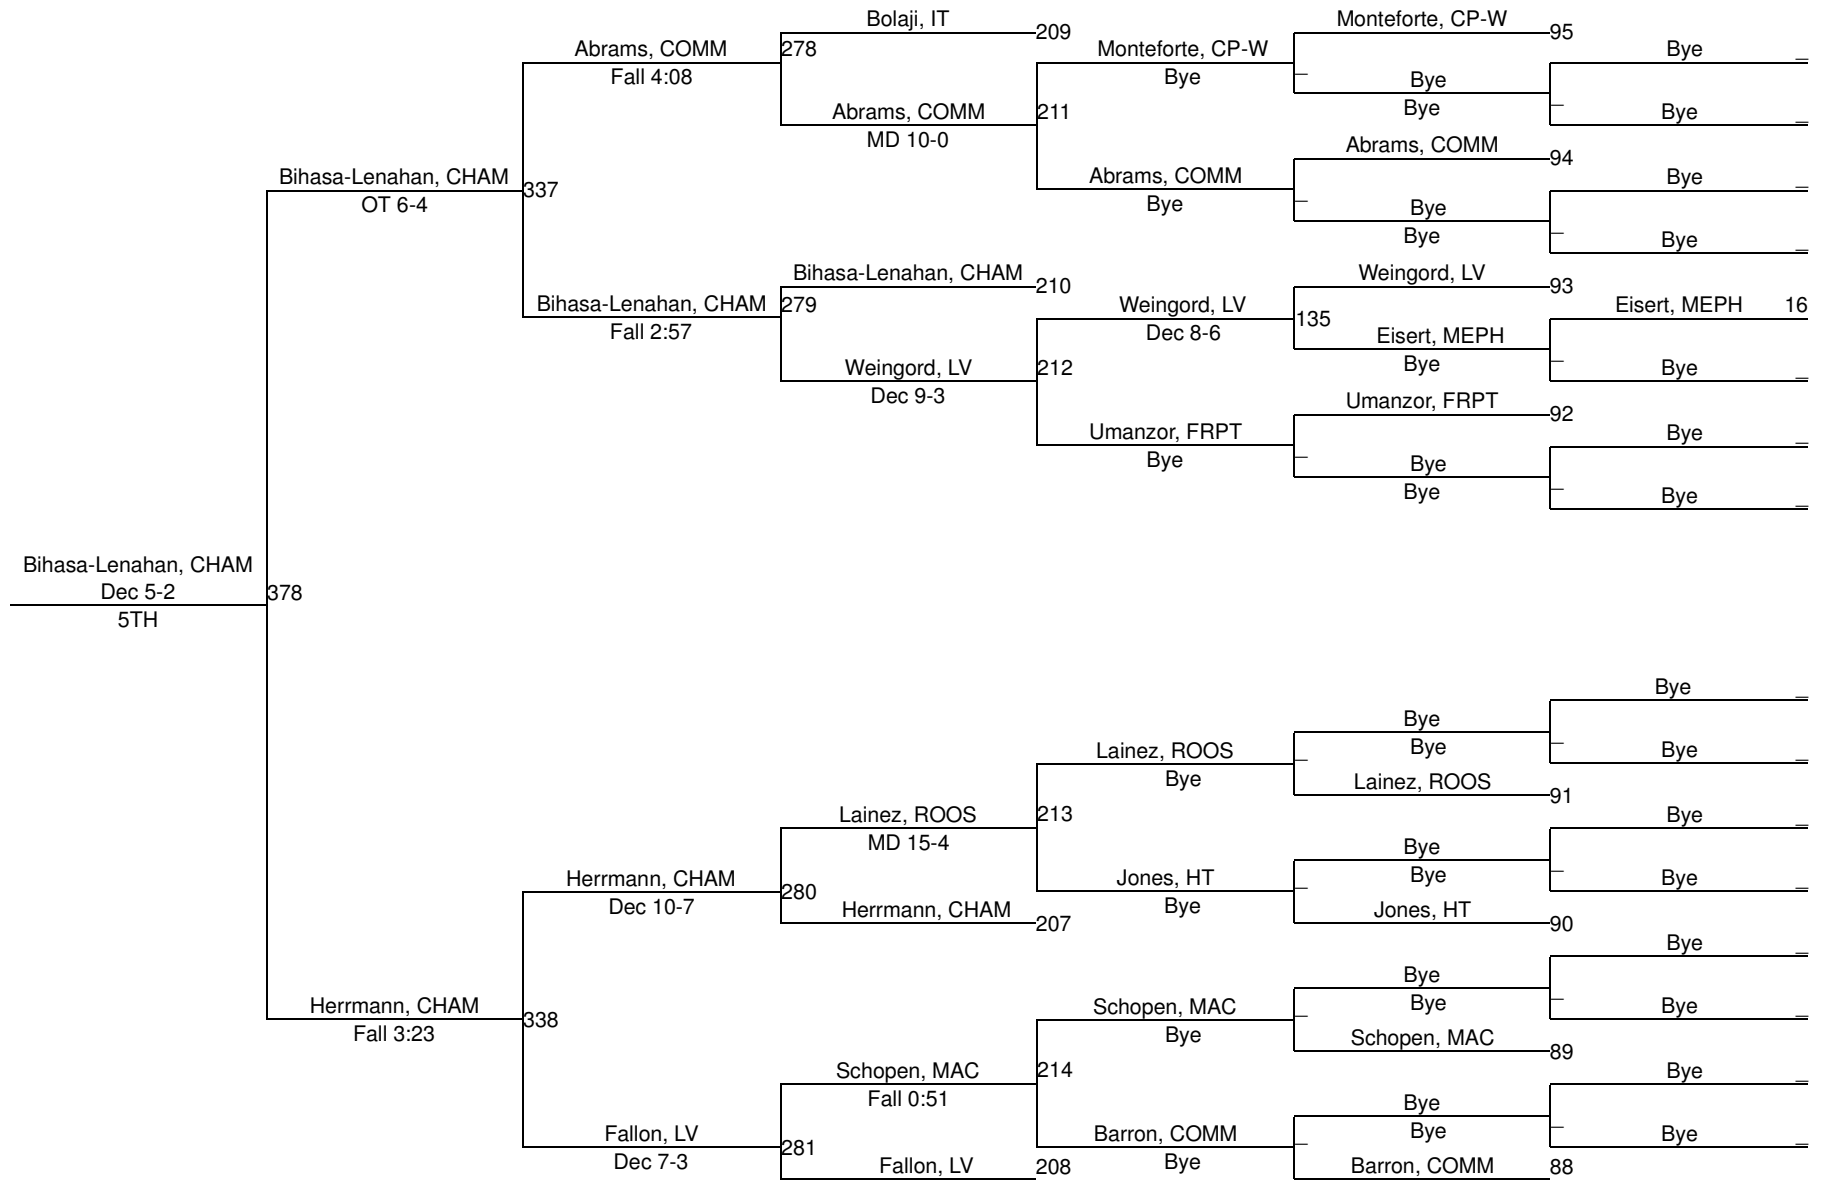 Bolaji, IT
209
Monteforte, CP-W
95
Abrams, COMM
278
Monteforte, CP-W
Bye
_
Fall 4:08
Bye
_
Bye
Bye
_
Abrams, COMM
211
Bye
_
MD 10-0
Abrams, COMM
94
Bihasa-Lenahan, CHAM
337
Abrams, COMM
Bye
_
OT 6-4
Bye
_
Bye
Bye
_
Bye
_
Bihasa-Lenahan, CHAM
210
Weingord, LV
93
Bihasa-Lenahan, CHAM
279
Weingord, LV
135
Eisert, MEPH 16
Fall 2:57
Dec 8-6
Eisert, MEPH
Bye
_
Weingord, LV
212
Bye
_
Dec 9-3
Umanzor, FRPT
92
Umanzor, FRPT
Bye
_
Bye
_
Bye
Bye
_
Bye
_
Bihasa-Lenahan, CHAM
Dec 5-2
378
5TH
Bye
_
Bye
_
Lainez, ROOS
Bye
_
Bye
_
Bye
Lainez, ROOS
91
Lainez, ROOS
213
Bye
_
MD 15-4
Bye
_
Herrmann, CHAM
280
Jones, HT
Bye
_
Bye
_
Dec 10-7
Bye
Herrmann, CHAM
207
Jones, HT
90
Bye
_
Bye
_
Herrmann, CHAM
338
Schopen, MAC
Bye
_
Bye
_
Fall 3:23
Bye
Schopen, MAC
89
Schopen, MAC
214
Bye
_
Fall 0:51
Bye
_
Fallon, LV
281
Barron, COMM
Bye
_
Bye
_
Dec 7-3
Bye
Fallon, LV
208
Barron, COMM
88